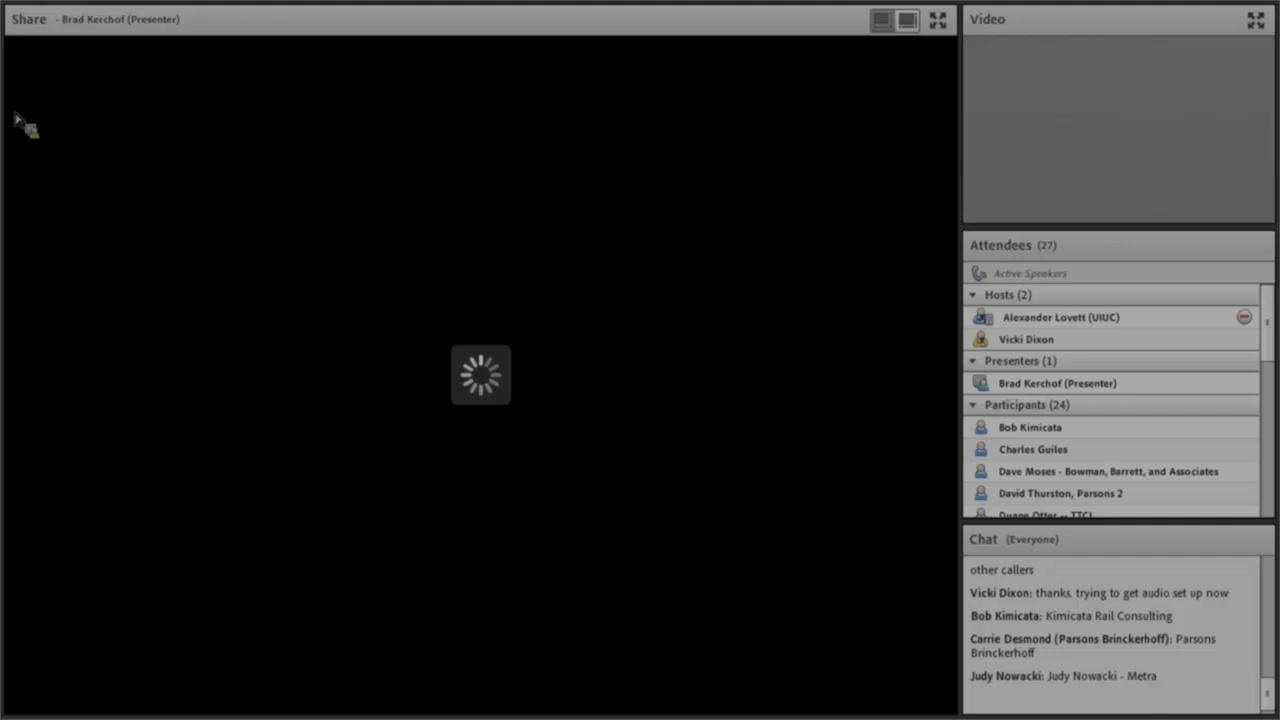 Share - Brad Kerchof (Presenter)
Video
Attendees (27)
Active Speakers
Hosts (2)
Alexander Lovett (UIUC)
Vicki Dixon
Presenters (1)
Brad Kerchof (Presenter)
Participants (24)
Bob Kimicata
Charles Guiles
Dave Moses - Bowman, Barrett, and Associates
David Thurston, Parsons 2
Duane Otter -- TTCI
Chat (Everyone)
other callers
Vicki Dixon: thanks. trying to get audio set up now
Bob Kimicata: Kimicata Rail Consulting
Carrie Desmond (Parsons Brinckerhoff): Parsons
Brinckerhoff
Judy Nowacki: Judy Nowacki - Metra